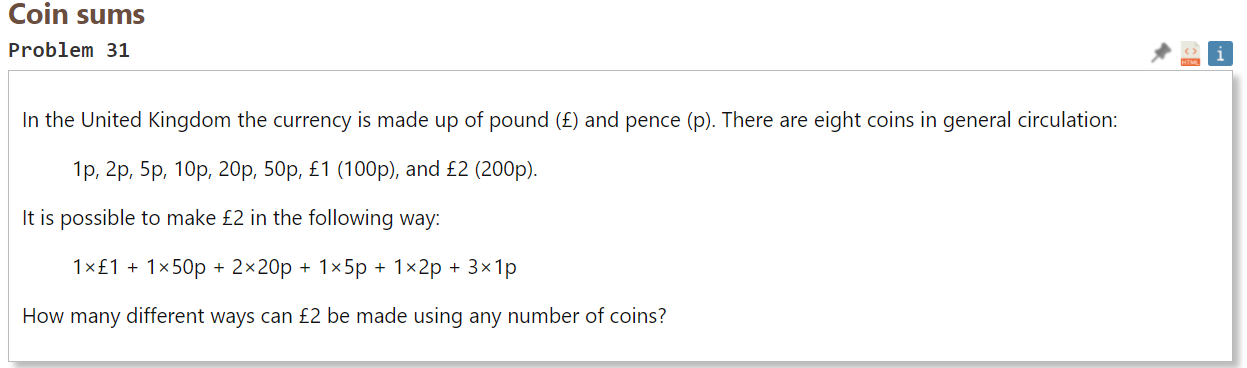 Coin sums
Problem 31
HTML
i
In the United Kingdom the currency is made up of pound (£) and pence (p). There are eight coins in general circulation:
1p, 2p, 5p, 10p, 20p, 50p, £1 (100p), and £2 (200p).
It is possible to make £2 in the following way:
1×£1 + 1×50p + 2×20p + 1×5p + 1×2p + 3×1p
How many different ways can £2 be made using any number of coins?